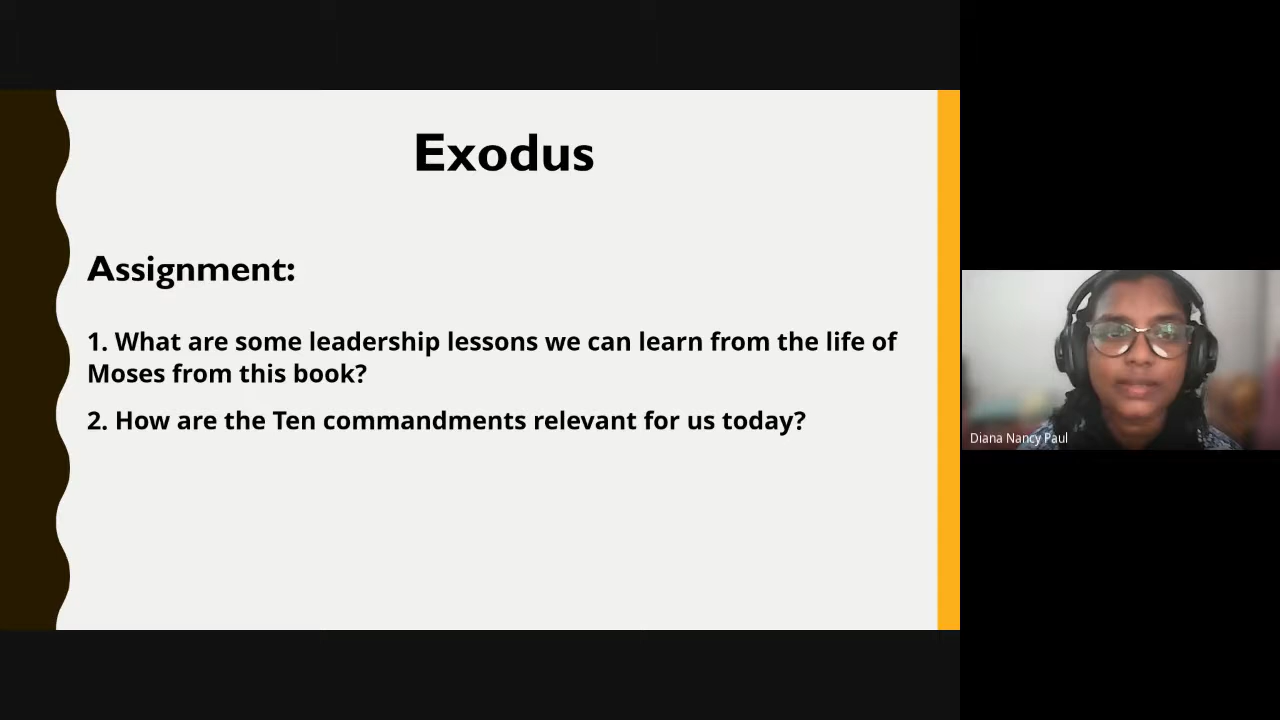 Exodus
Assignment:
1. What are some leadership lessons we can learn from the life of
Moses from this book?
2. How are the Ten commandments relevant for us today?
Diana Nancy Paul